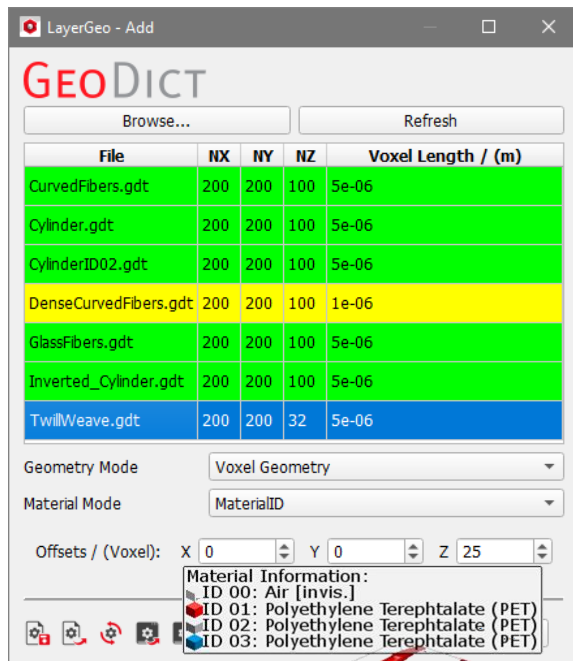 LayerGeo - Add
GEODICT
Browse... Refresh
File NX NY NZ Voxel Length / (m)
CurvedFibers.gdt 200 200 100 5e-06
Cylinder.gdt 200 200 100 5e-06
CylinderID02.gdt 200 200 100 5e-06
DenseCurvedFibers.gdt 200 200 100 1e-06
GlassFibers.gdt 200 200 100 5e-06
Inverted_Cylinder.gdt 200 200 100 5e-06
TwillWeave.gdt 200 200 32 5e-06
Geometry Mode Voxel Geometry
Material Mode MaterialID
Offsets / (Voxel): X 0 Y 0 Z 25
Material Information:
ID 00: Air [invis.]
ID 01: Polyethylene Terephtalate (PET)
ID 02: Polyethylene Terephtalate (PET)
ID 03: Polyethylene Terephtalate (PET)